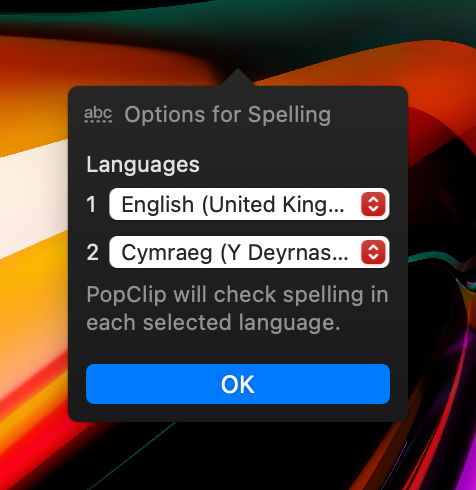 abc Options for Spelling
Languages
1 English (United King...
2 Cymraeg (Y Deyrnas...
PopClip will check spelling in
each selected language.
OK